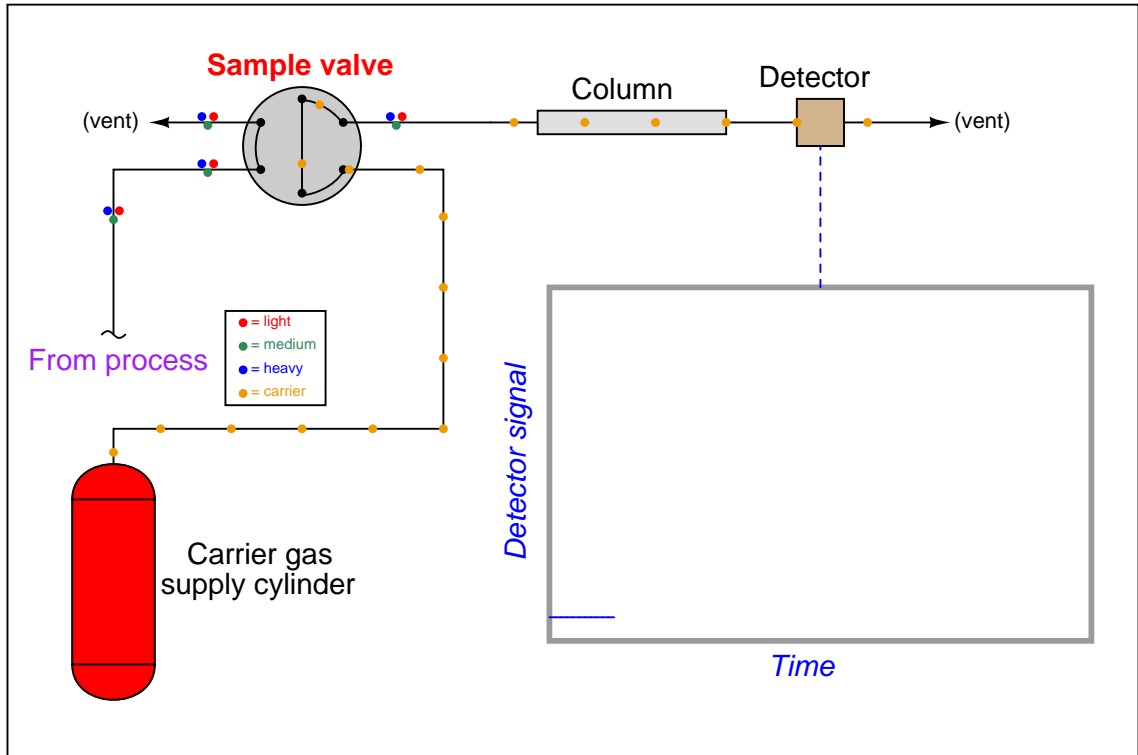 Sample valve
Column
Detector
(vent)
(vent)
From process
= light
= medium
= heavy
= carrier
Detector signal
Carrier gas
supply cylinder
Time